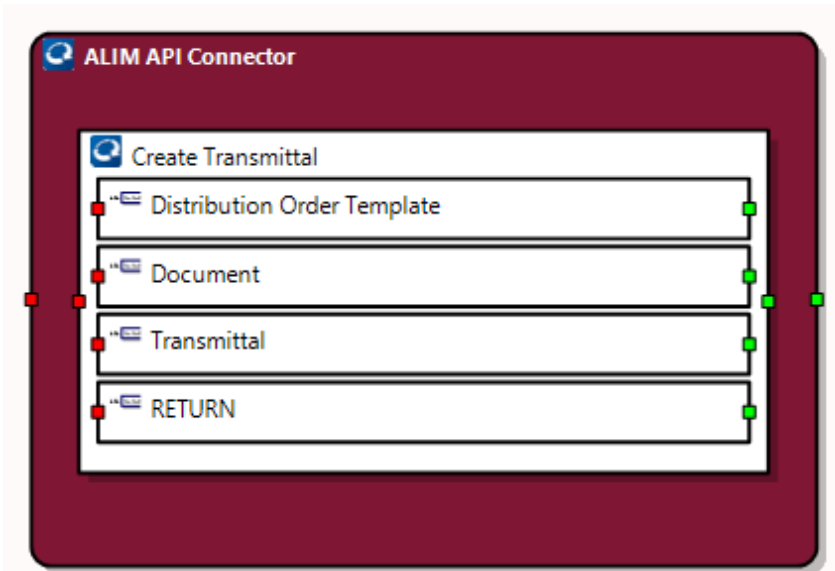 ALIM API Connector
Create Transmittal
Distribution Order Template
Document
Transmittal
RETURN